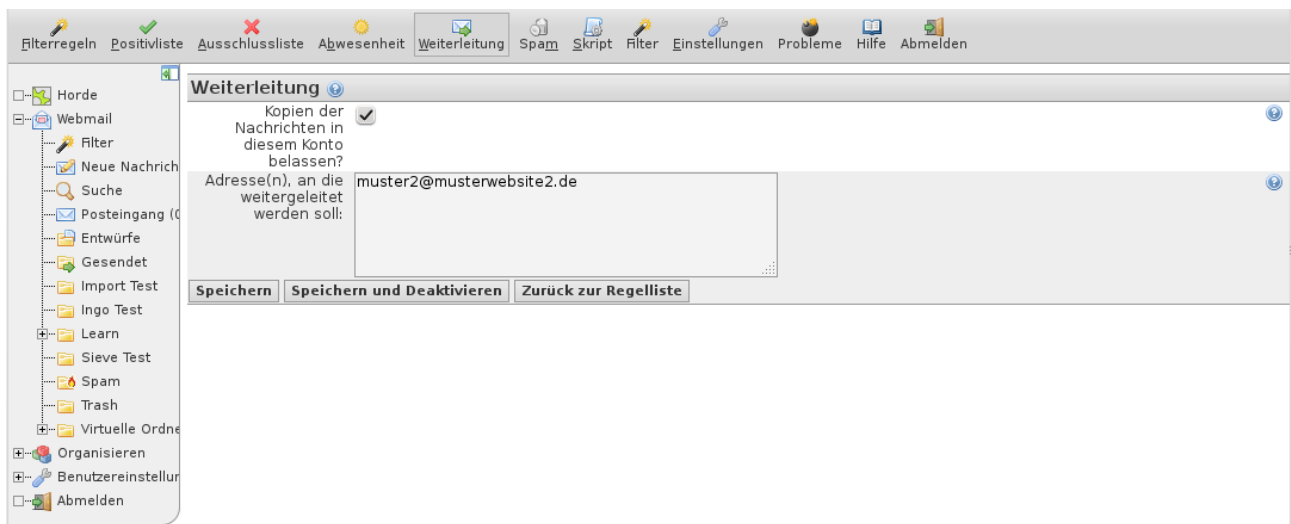 Filterregeln Positivliste Ausschlussliste Abwesenheit Weiterleitung Spam Skript Filter Einstellungen Probleme Hilfe Abmelden
Horde
Webmail
Filter
Neue Nachrich
Suche
Posteingang (0
Entwürfe
Gesendet
Import Test
Ingo Test
Learn
Sieve Test
Spam
Trash
Virtuelle Ordne
Organisieren
Benutzereinstellur
Abmelden
Weiterleitung
Kopien der
Nachrichten in
diesem Konto
belassen?
Adresse(n), an die
weitergeleitet
werden soll:
muster2@musterwebsite2.de
Speichern Speichern und Deaktivieren Zurück zur Regelliste